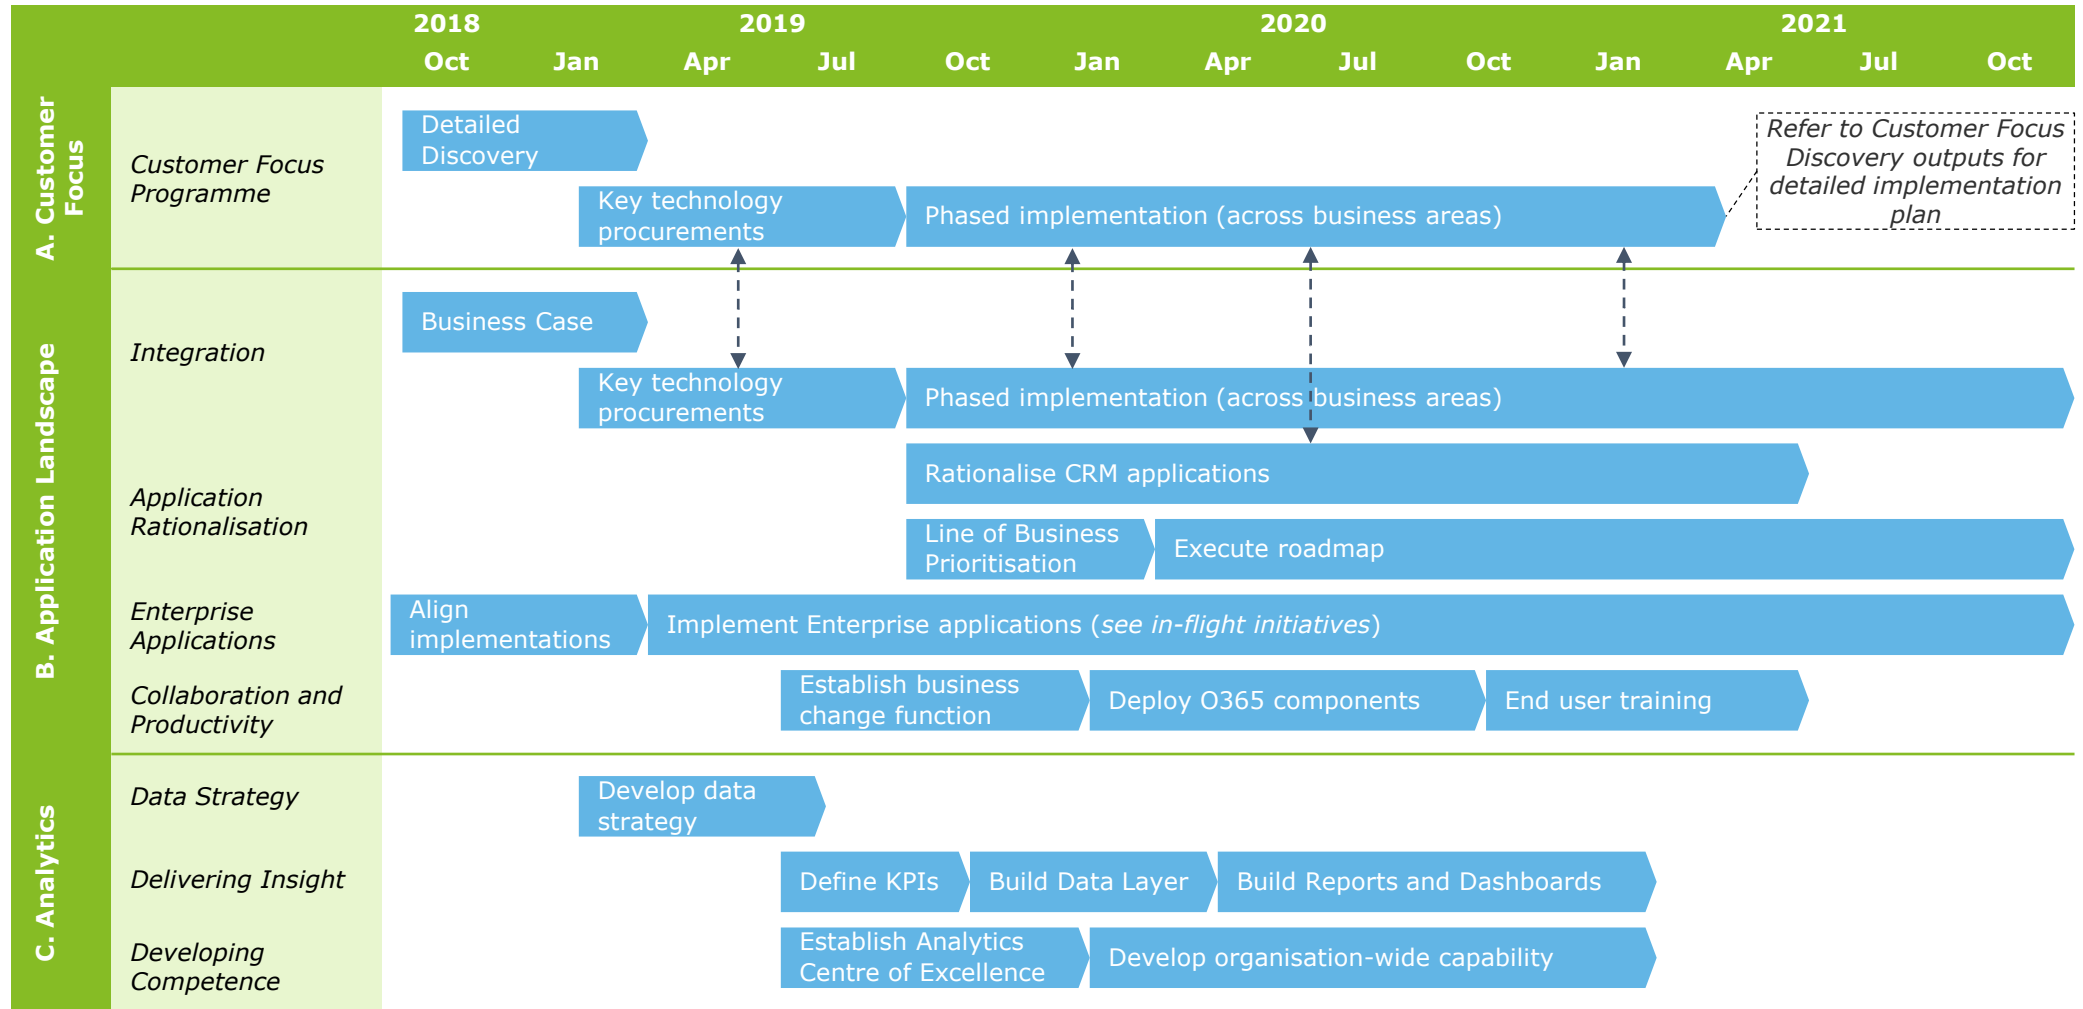 2018 2019 2020 2021
Oct Jan Apr Jul Oct Jan Apr Jul Oct Jan Apr Jul Oct
A. Customer
Focus
Customer Focus
Programme
Detailed
Discovery
Key technology
procurements
Phased implementation (across business areas)
Refer to Customer Focus
Discovery outputs for
detailed implementation
plan
B. Application Landscape
Integration
Business Case
Key technology
procurements
Phased implementation (across business areas)
Application
Rationalisation
Rationalise CRM applications
Line of Business
Prioritisation
Execute roadmap
Enterprise
Applications
Align
implementations
Implement Enterprise applications (see in-flight initiatives)
Collaboration and
Productivity
Establish business
change function
Deploy O365 components
End user training
C. Analytics
Data Strategy
Develop data
strategy
Delivering Insight
Define KPIs
Build Data Layer
Build Reports and Dashboards
Developing
Competence
Establish Analytics
Centre of Excellence
Develop organisation-wide capability